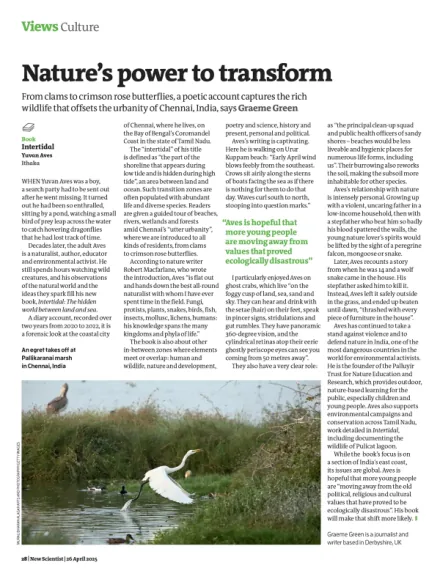 Views Culture
Nature's power to transform
From clams to crimson rose butterflies, a poetic account captures the rich
wildlife that offsets the urbanity of Chennai, India, says Graeme Green
Book
Intertidal
Yuvan Aves
Ithaka
WHEN Yuvan Aves was a boy,
a search party had to be sent out
after he went missing. It turned
out he had been so enthralled,
sitting by a pond, watching a small
bird of prey leap across the water
to catch hovering dragonflies
that he had lost track of time.
Decades later, the adult Aves
is a naturalist, author, educator
and environmental activist. He
still spends hours watching wild
creatures, and his observations
of the natural world and the
ideas they spark fill his new
book, Intertidal: The hidden
world between land and sea.
A diary account, recorded over
two years from 2020 to 2022, it is
a forensic look at the coastal city
An egret takes off at
Pallikaranai marsh
in Chennai, India
of Chennai, where he lives, on
the Bay of Bengal's Coromandel
Coast in the state of Tamil Nadu.
The "intertidal" of his title
is defined as "the part of the
shoreline that appears during
low tide and is hidden during high
tide", an area between land and
ocean. Such transition zones are
often populated with abundant
life and diverse species. Readers
are given a guided tour of beaches,
rivers, wetlands and forests
amid Chennai's "utter urbanity",
where we are introduced to all
kinds of residents, from clams
to crimson rose butterflies.
According to nature writer
Robert Macfarlane, who wrote
the introduction, Aves "is flat out
and hands down the best all-round
naturalist with whom I have ever
spent time in the field. Fungi,
protists, plants, snakes, birds, fish,
insects, mollusc, lichens, humans:
his knowledge spans the many
kingdoms and phyla of life."
The book is also about other
in-between zones where elements
meet or overlap: human and
wildlife, nature and development,
poetry and science, history and
present, personal and political.
Aves's writing is captivating.
Here he is walking on Urur
Kuppam beach: "Early April wind
blows feebly from the southeast.
Crows sit airily along the sterns
of boats facing the sea as if there
is nothing for them to do that
day. Waves curl south to north,
stooping into question marks."
"Aves is hopeful that
more young people
are moving away from
values that proved
ecologically disastrous"
I particularly enjoyed Aves on
ghost crabs, which live "on the
foggy cusp of land, sea, sand and
sky. They can hear and drink with
the setae (hair) on their feet, speak
in pincer signs, stridulations and
gut rumbles. They have panoramic
360-degree vision, and the
cylindrical retinas atop their eerie
ghostly periscope eyes can see you
coming from 50 metres away".
They also have a very clear role:
as "the principal clean-up squad
and public health officers of sandy
shores – beaches would be less
liveable and hygienic places for
numerous life forms, including
us". Their burrowing also reworks
the soil, making the subsoil more
inhabitable for other species.
Aves's relationship with nature
is intensely personal. Growing up
with a violent, uncaring father in a
low-income household, then with
a stepfather who beat him so badly
his blood spattered the walls, the
young nature lover's spirits would
be lifted by the sight of a peregrine
falcon, mongoose or snake.
Later, Aves recounts a story
from when he was 14 and a wolf
snake came in the house. His
stepfather asked him to kill it.
Instead, Aves left it safely outside
in the grass, and ended up beaten
until dawn, "thrashed with every
piece of furniture in the house".
Aves has continued to take a
stand against violence and to
defend nature in India, one of the
most dangerous countries in the
world for environmental activists.
He is the founder of the Palluyir
Trust for Nature Education and
Research, which provides outdoor,
nature-based learning for the
public, especially children and
young people. Aves also supports
environmental campaigns and
conservation across Tamil Nadu,
work detailed in Intertidal,
including documenting the
wildlife of Pulicat lagoon.
While the book's focus is on
a section of India's east coast,
its issues are global. Aves is
hopeful that more young people
are "moving away from the old
political, religious and cultural
values that have proved to be
ecologically disastrous". His book
will make that shift more likely.
Graeme Green is a journalist and
writer based in Derbyshire, UK
28 | New Scientist | 26 April 2025